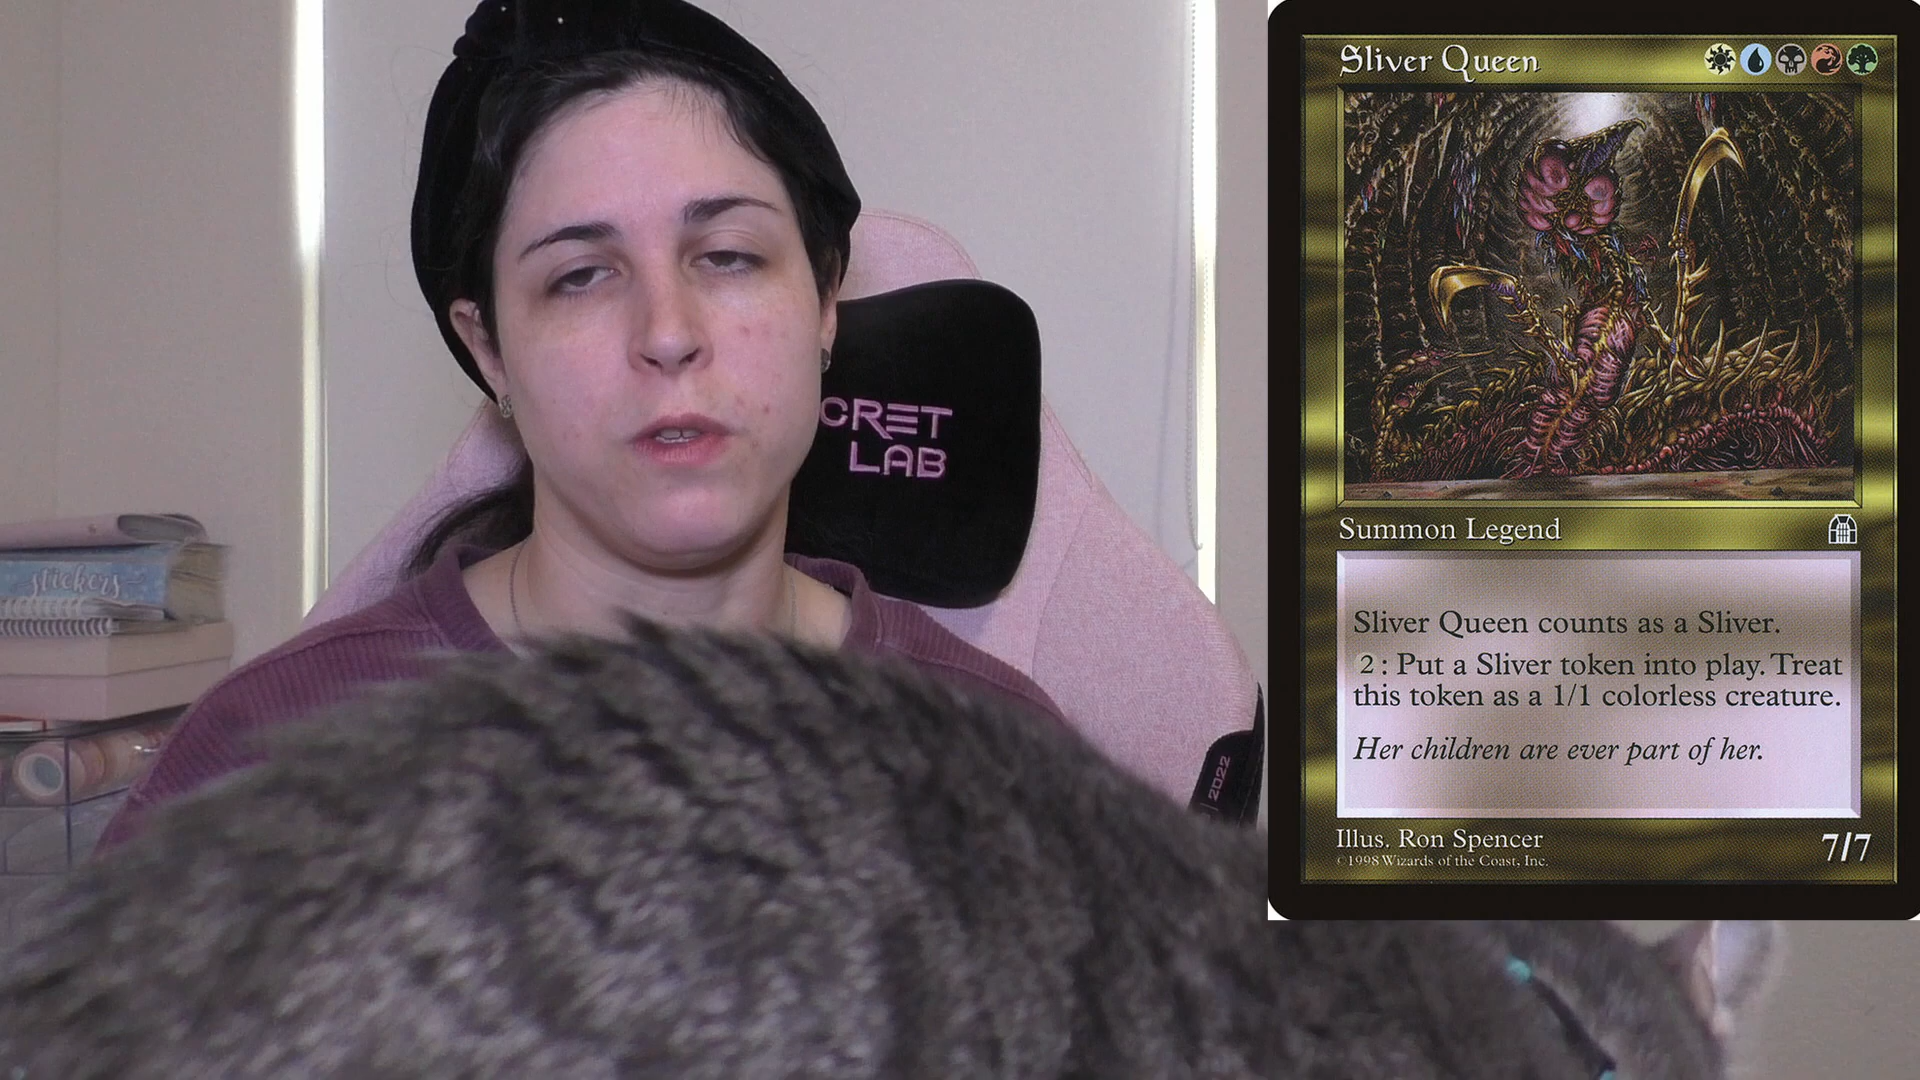 stickers
CRET
LAB
2022
Sliver Queen
Summon Legend
Sliver Queen counts as a Sliver.
2: Put a Sliver token into play. Treat
this token as a 1/1 colorless creature.
Her children are ever part of her.
Illus. Ron Spencer
©1998 Wizards of the Coast, Inc.
7/7